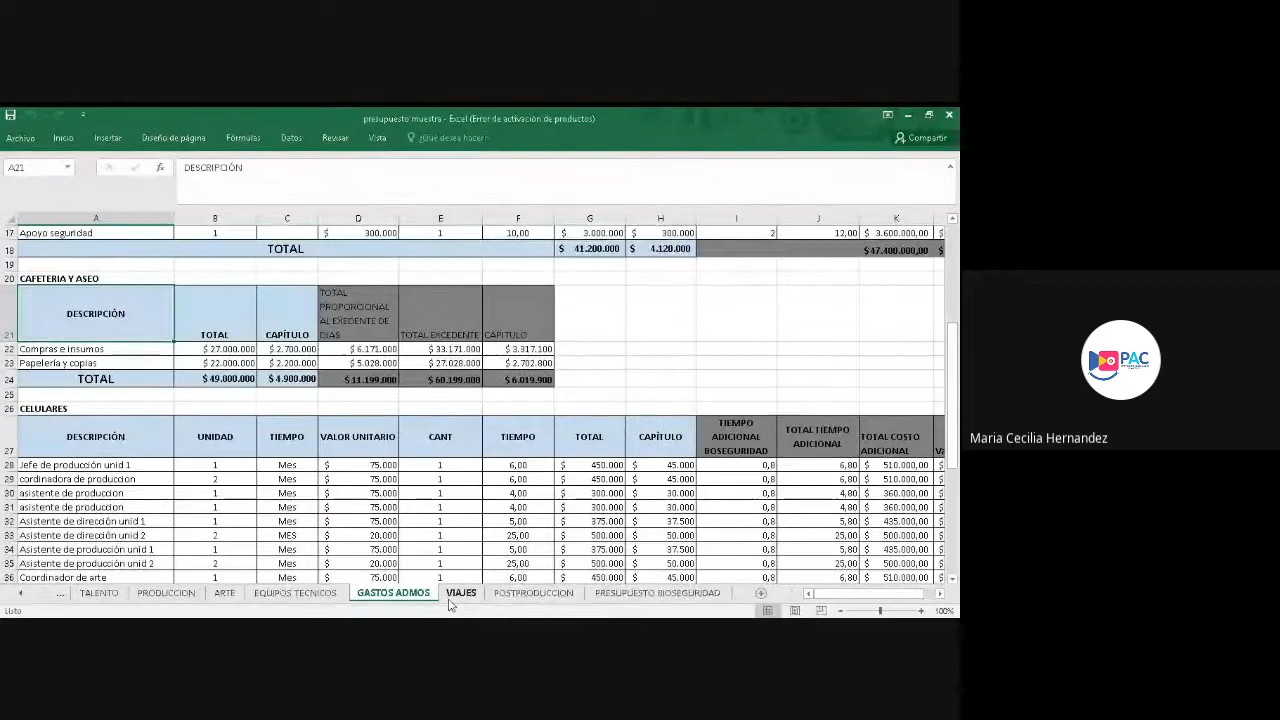 presupuesto muestra - Excel (Error de activación de productos)
Archivo Inicio Insertar Diseño de página Fórmulas Datos Revisar Vista ¿Qué desea hacer? Compartir
A21 fx DESCRIPCIÓN
A B C D E F G H I J K
17 Apoyo seguridad 1 $ 300.000 1 10,00 $ 3.000.000 $ 300.000 2 12,00 $ 3.600.000,00 $
18 TOTAL $ 41.200.000 $ 4.120.000 $ 47.400.000,00 $
19
20 CAFETERIA Y ASEO
21 DESCRIPCIÓN TOTAL CAPÍTULO TOTAL PROPORCIONAL AL EXEDENTE DE DIAS TOTAL EXCEDENTE CAPITULO
22 Compras e insumos $ 27.000.000 $ 2.700.000 $ 6.171.000 $ 33.171.000 $ 3.317.100
23 Papelería y copias $ 22.000.000 $ 2.200.000 $ 5.028.000 $ 27.028.000 $ 2.702.800
24 TOTAL $ 49.000.000 $ 4.900.000 $ 11.199.000 $ 60.199.000 $ 6.019.900
25
26 CELULARES
27 DESCRIPCIÓN UNIDAD TIEMPO VALOR UNITARIO CANT TIEMPO TOTAL CAPÍTULO TIEMPO ADICIONAL BOSEGURIDAD TOTAL TIEMPO ADICIONAL TOTAL COSTO ADICIONAL Va
28 Jefe de producción unid 1 1 Mes $ 75.000 1 6,00 $ 450.000 $ 45.000 0,8 6,80 $ 510.000,00 $
29 cordinadora de produccion 2 Mes $ 75.000 1 6,00 $ 450.000 $ 45.000 0,8 6,80 $ 510.000,00 $
30 asistente de produccion 1 Mes $ 75.000 1 4,00 $ 300.000 $ 30.000 0,8 4,80 $ 360.000,00 $
31 asistente de produccion 1 Mes $ 75.000 1 4,00 $ 300.000 $ 30.000 0,8 4,80 $ 360.000,00 $
32 Asistente de dirección unid 1 1 MES $ 75.000 1 5,00 $ 375.000 $ 37.500 0,8 5,80 $ 435.000,00 $
33 Asistente de dirección unid 2 2 MES $ 20.000 1 25,00 $ 500.000 $ 50.000 0,8 25,00 $ 500.000,00 $
34 Asistente de producción unid 1 1 Mes $ 75.000 1 5,00 $ 375.000 $ 37.500 0,8 5,80 $ 435.000,00 $
35 Asistente de producción unid 2 2 Mes $ 20.000 1 25,00 $ 500.000 $ 50.000 0,8 25,00 $ 500.000,00 $
36 Coordinador de arte 1 Mes $ 75.000 1 6,00 $ 450.000 $ 45.000 0,8 6,80 $ 510.000,00 $
... TALENTO PRODUCCION ARTE EQUIPOS TECNICOS GASTOS ADMOS VIAJES POSTPRODUCCION PRESUPUESTO BIOSEGURIDAD
Listo 100%
PAC
Maria Cecilia Hernandez